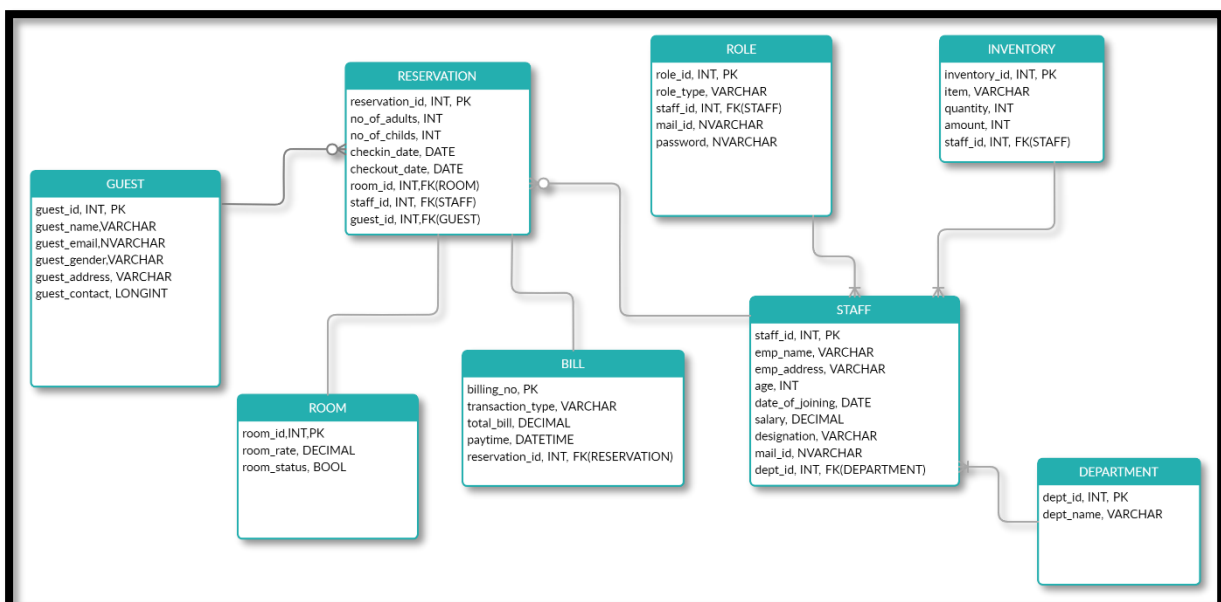 ROLE
role_id, INT, PK
role_type, VARCHAR
staff_id, INT, FK(STAFF)
mail_id, NVARCHAR
password, NVARCHAR
INVENTORY
inventory_id, INT, PK
item, VARCHAR
quantity, INT
amount, INT
staff_id, INT, FK(STAFF)
RESERVATION
reservation_id, INT, PK
no_of_adults, INT
no_of_childs, INT
checkin_date, DATE
checkout_date, DATE
room_id, INT,FK(ROOM)
staff_id, INT, FK(STAFF)
guest_id, INT,FK(GUEST)
GUEST
guest_id, INT, PK
guest_name,VARCHAR
guest_email,NVARCHAR
guest_gender,VARCHAR
guest_address, VARCHAR
guest_contact, LONGINT
STAFF
staff_id, INT, PK
emp_name, VARCHAR
emp_address, VARCHAR
age, INT
date_of_joining, DATE
salary, DECIMAL
designation, VARCHAR
mail_id, NVARCHAR
dept_id, INT, FK(DEPARTMENT)
BILL
billing_no, PK
transaction_type, VARCHAR
total_bill, DECIMAL
paytime, DATETIME
reservation_id, INT, FK(RESERVATION)
ROOM
room_id,INT,PK
room_rate, DECIMAL
room_status, BOOL
DEPARTMENT
dept_id, INT, PK
dept_name, VARCHAR